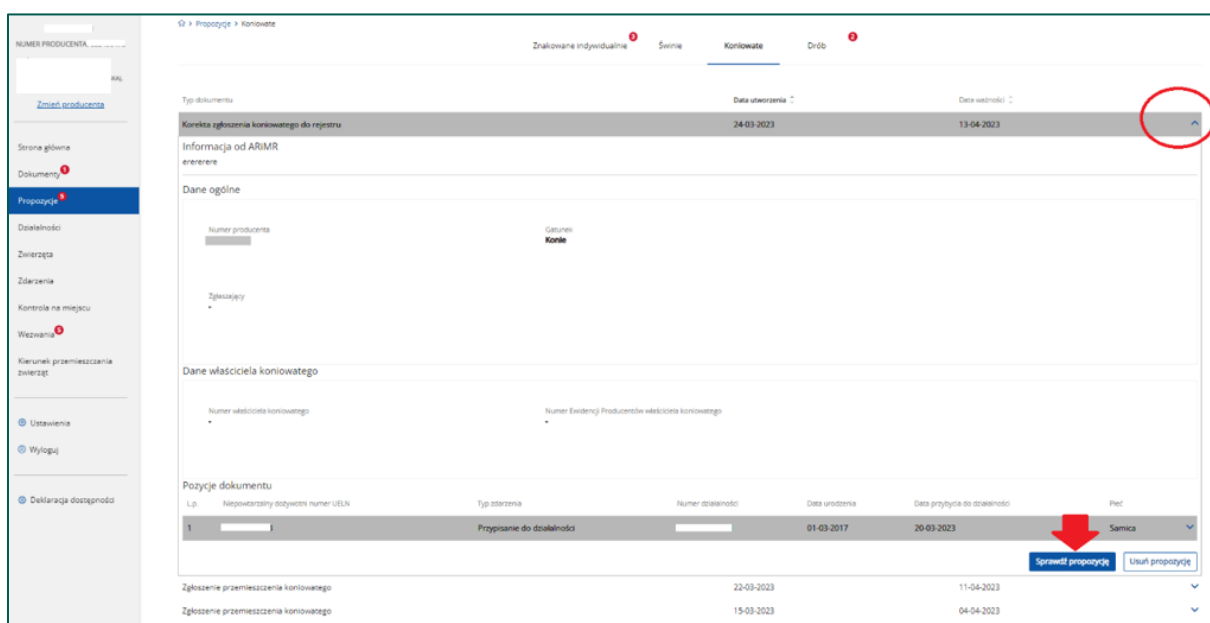 > Propozycje > Koniowate
NUMER PRODUCENTA:
Zmień producenta
Strona główna
Dokumenty 1
Propozycje 5
Działalności
Zwierzęta
Zdarzenia
Kontrola na miejscu
Wezwania 5
Kierunek przemieszczania
zwierząt
Ustawienia
Wyloguj
Deklaracja dostępności
Znakowane indywidualnie 3 Świnie Koniowate Drób 2
Typ dokumentu Data utworzenia Data ważności
Korekta zgłoszenia koniowatego do rejestru 24-03-2023 13-04-2023
Informacja od ARiMR
erererere
Dane ogólne
Numer producenta Gatunek
Konie
Zgłaszający
-
Dane właściciela koniowatego
Numer właściciela koniowatego Numer Ewidencji Producentów właściciela koniowatego
- -
Pozycje dokumentu
L.p. Niepowtarzalny dożywotni numer UELN Typ zdarzenia Numer działalności Data urodzenia Data przybycia do działalności Płeć
1 Przypisanie do działalności 01-03-2017 20-03-2023 Samica
Sprawdź propozycję Usuń propozycję
Zgłoszenie przemieszczenia koniowatego 22-03-2023 11-04-2023
Zgłoszenie przemieszczenia koniowatego 15-03-2023 04-04-2023